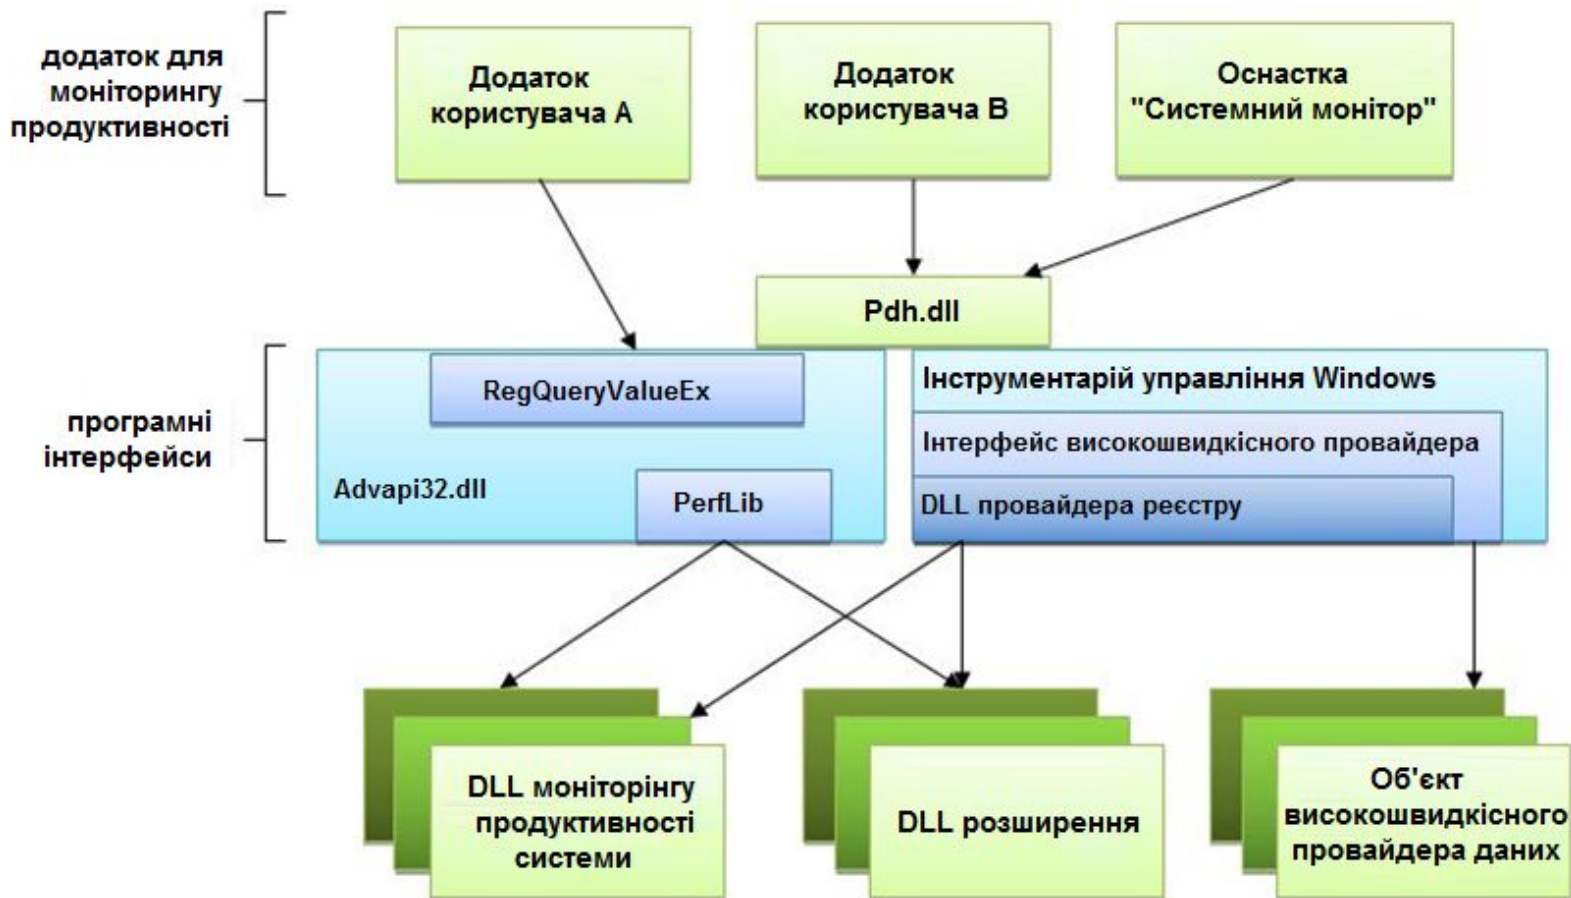 додаток для
моніторингу
продуктивності
Додаток
користувача А
Додаток
користувача В
Оснастка
"Системний монітор"
Pdh.dll
програмні
інтерфейси
RegQueryValueEx
Advapi32.dll
PerfLib
Інструментарій управління Windows
Інтерфейс високошвидкісного провайдера
DLL провайдера реєстру
DLL моніторінгу
продуктивності
системи
DLL розширення
Об'єкт
високошвидкісного
провайдера даних